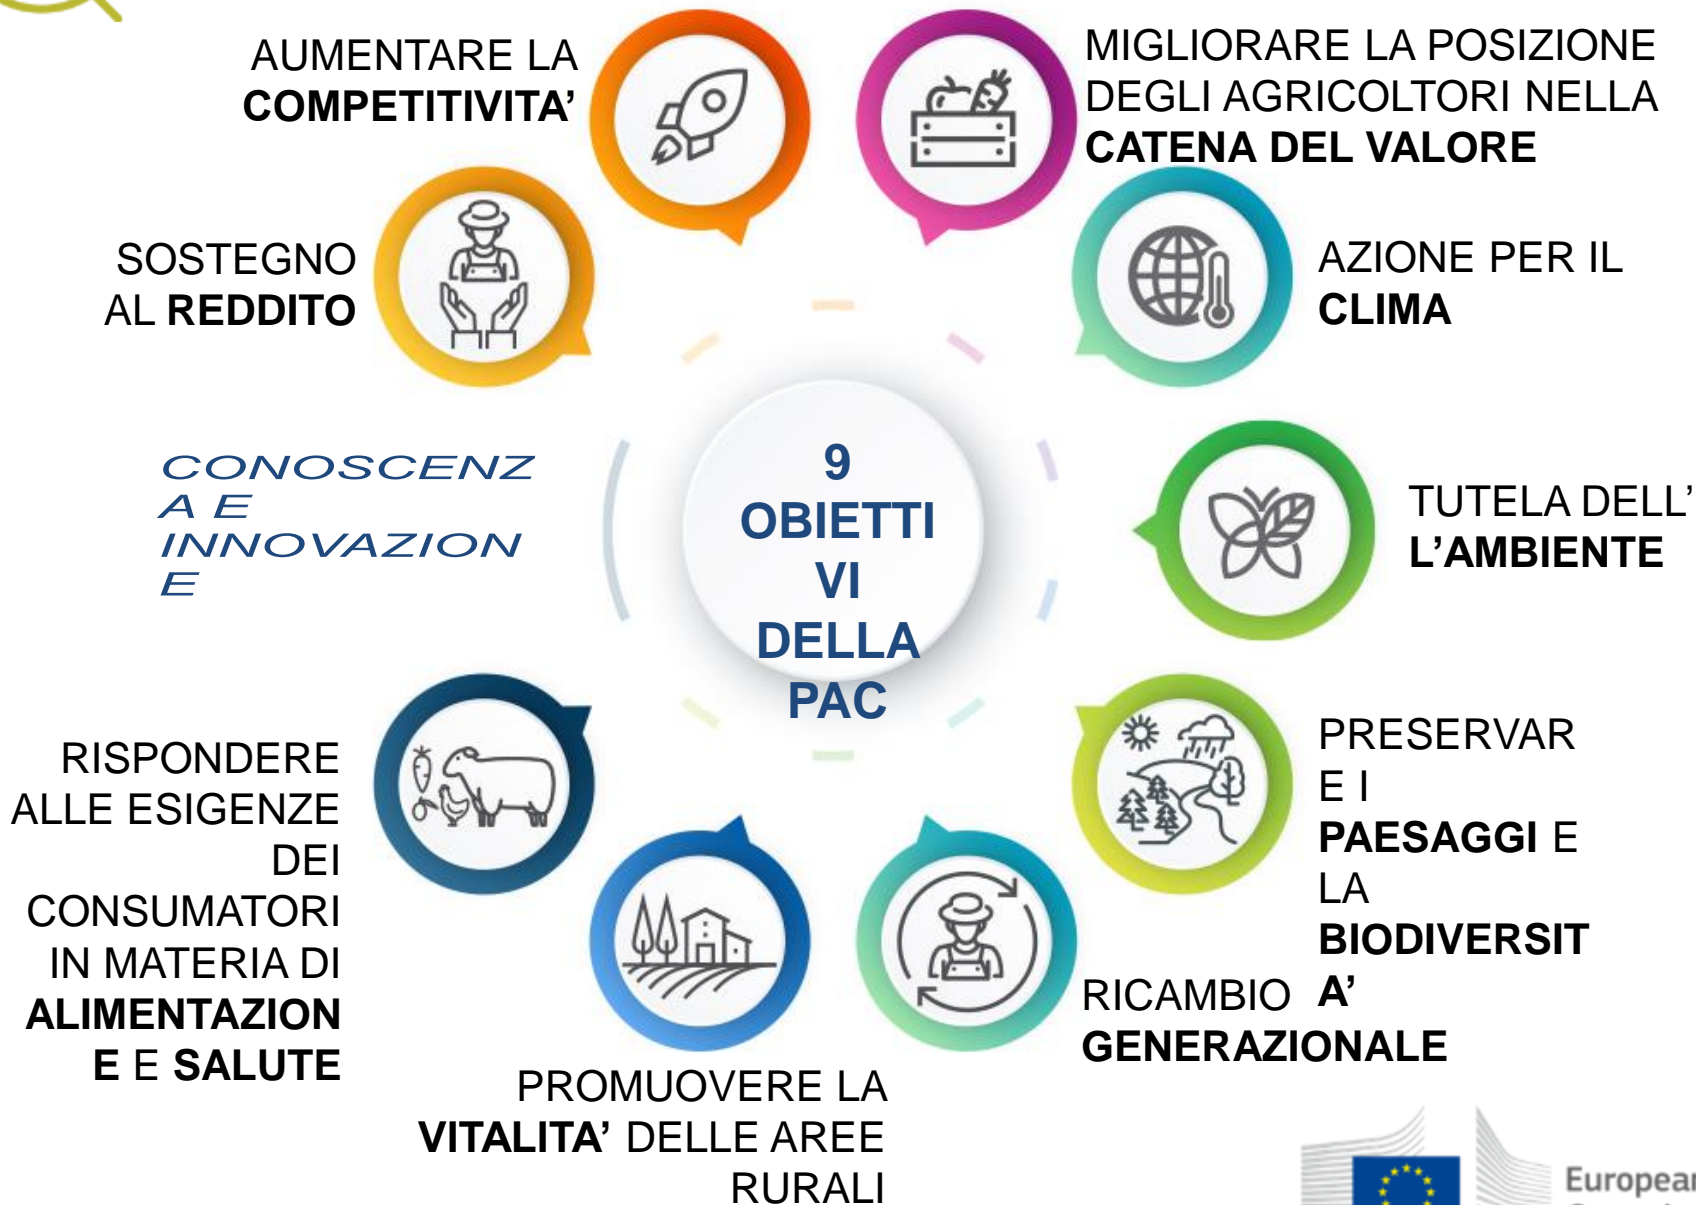 AUMENTARE LA
COMPETITIVITA’
MIGLIORARE LA POSIZIONE
DEGLI AGRICOLTORI NELLA
CATENA DEL VALORE
SOSTEGNO
AL REDDITO
AZIONE PER IL
CLIMA
CONOSCENZ
A E
INNOVAZION
E
9
OBIETTI
VI
DELLA
PAC
TUTELA DELL’
L’AMBIENTE
RISPONDERE
ALLE ESIGENZE
DEI
CONSUMATORI
IN MATERIA DI
ALIMENTAZION
E E SALUTE
PRESERVAR
E I
PAESAGGI E
LA
BIODIVERSIT
A’
RICAMBIO
GENERAZIONALE
PROMUOVERE LA
VITALITA’ DELLE AREE
RURALI
European